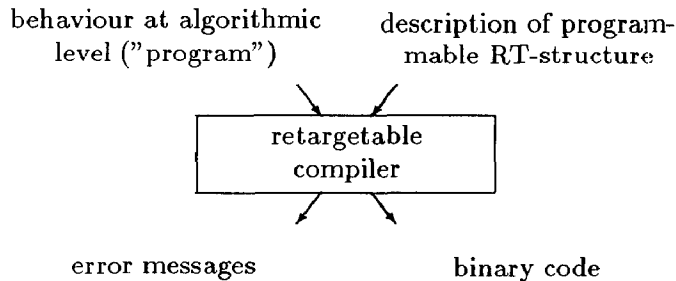 behaviour at algorithmic
level ("program")
description of program-
mable RT-structure
retargetable
compiler
error messages
binary code